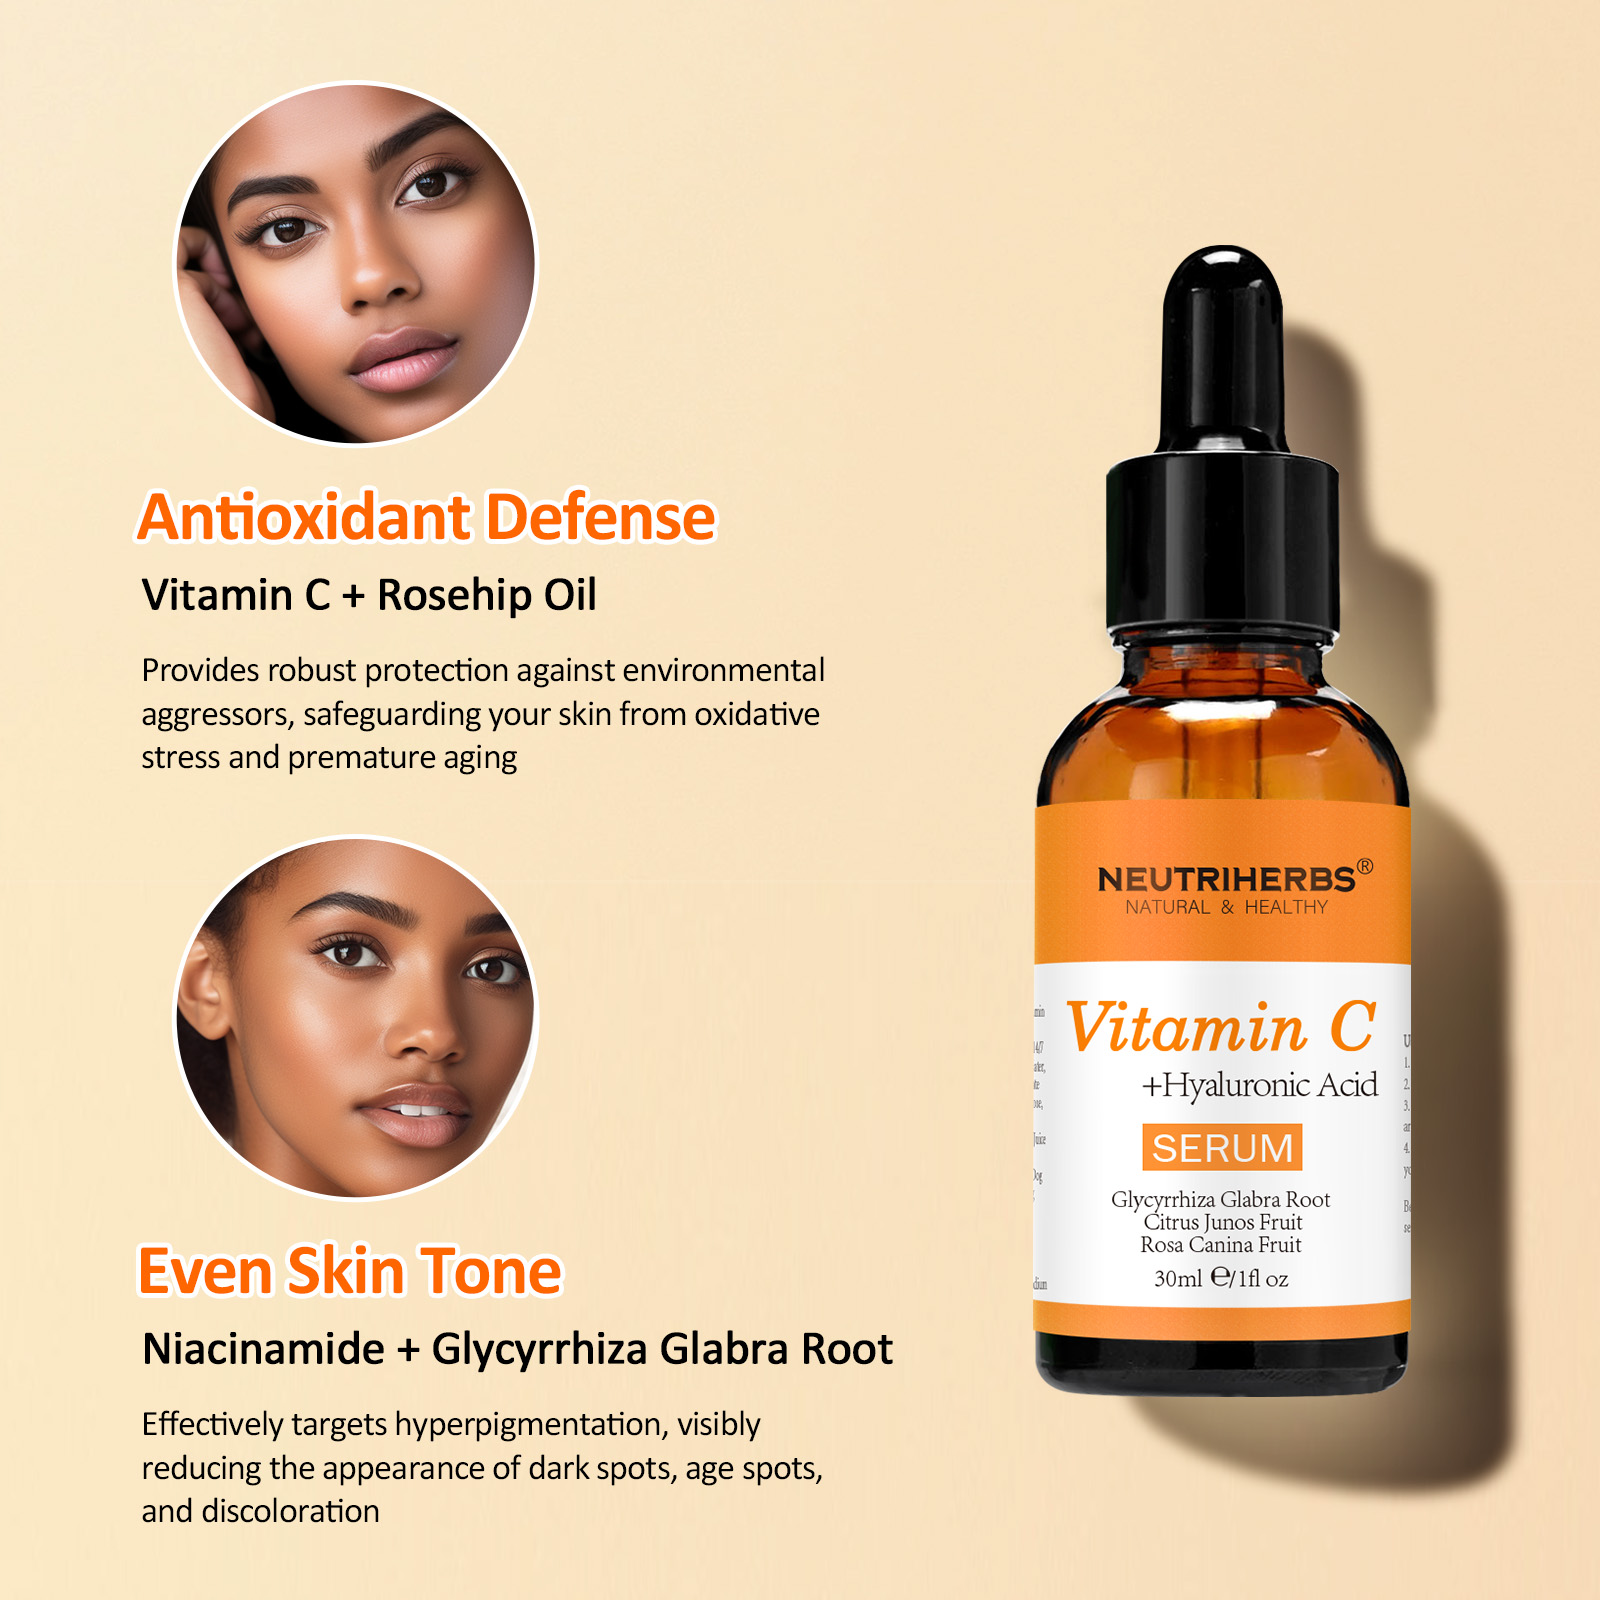 Antioxidant Defense
Vitamin C + Rosehip Oil
Provides robust protection against environmental
aggressors, safeguarding your skin from oxidative
stress and premature aging
Even Skin Tone
Niacinamide + Glycyrrhiza Glabra Root
Effectively targets hyperpigmentation, visibly
reducing the appearance of dark spots, age spots,
and discoloration
NEUTRIHERBS®
NATURAL & HEALTHY
Vitamin C
+Hyaluronic Acid
SERUM
Glycyrrhiza Glabra Root
Citrus Junos Fruit
Rosa Canina Fruit
30ml ℮/1fl oz